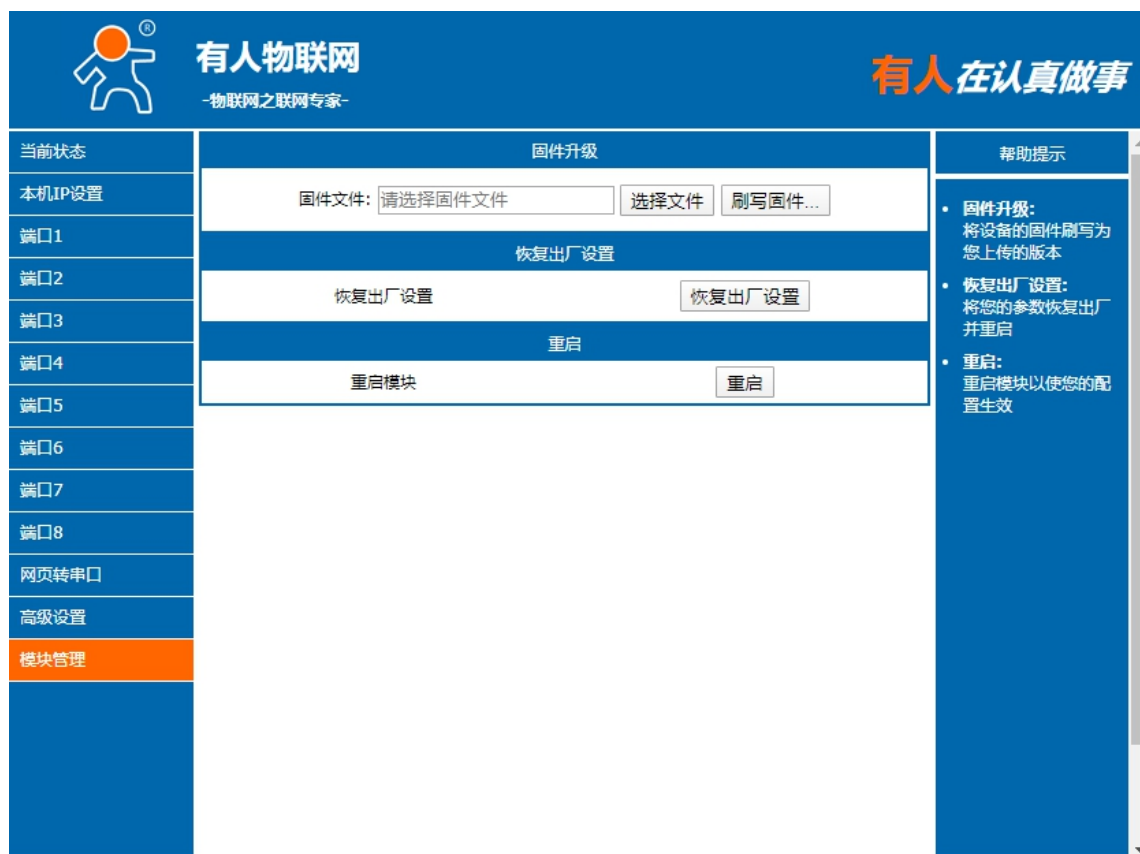 ®
有人物联网
-物联网之联网专家-
有人在认真做事
当前状态
本机IP设置
端口1
端口2
端口3
端口4
端口5
端口6
端口7
端口8
网页转串口
高级设置
模块管理
固件升级
固件文件: 请选择固件文件 选择文件 刷写固件...
恢复出厂设置
恢复出厂设置 恢复出厂设置
重启
重启模块 重启
帮助提示
• 固件升级:
将设备的固件刷写为
您上传的版本
• 恢复出厂设置:
将您的参数恢复出厂
并重启
• 重启:
重启模块以使您的配
置生效